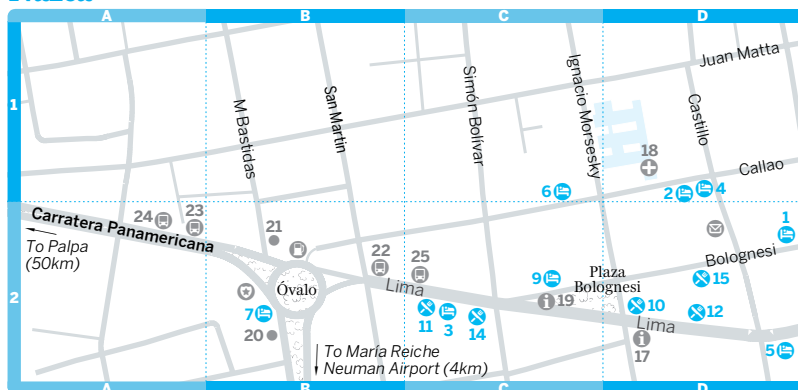 A B C D
1
Juan Matta
M Bastidas
San Martín
Simón Bolívar
Ignacio Morsesky
Castillo
18
Callao
6
2 4
1
24 23
Carratera Panamericana
To Palpa
(50km)
21
22 25
Lima
Bolognesi
9
19
Plaza
Bolognesi
15
2
Óvalo
7
20
11 3 14
10 12
Lima
17
5
To María Reiche
Neuman Airport (4km)
A B C D